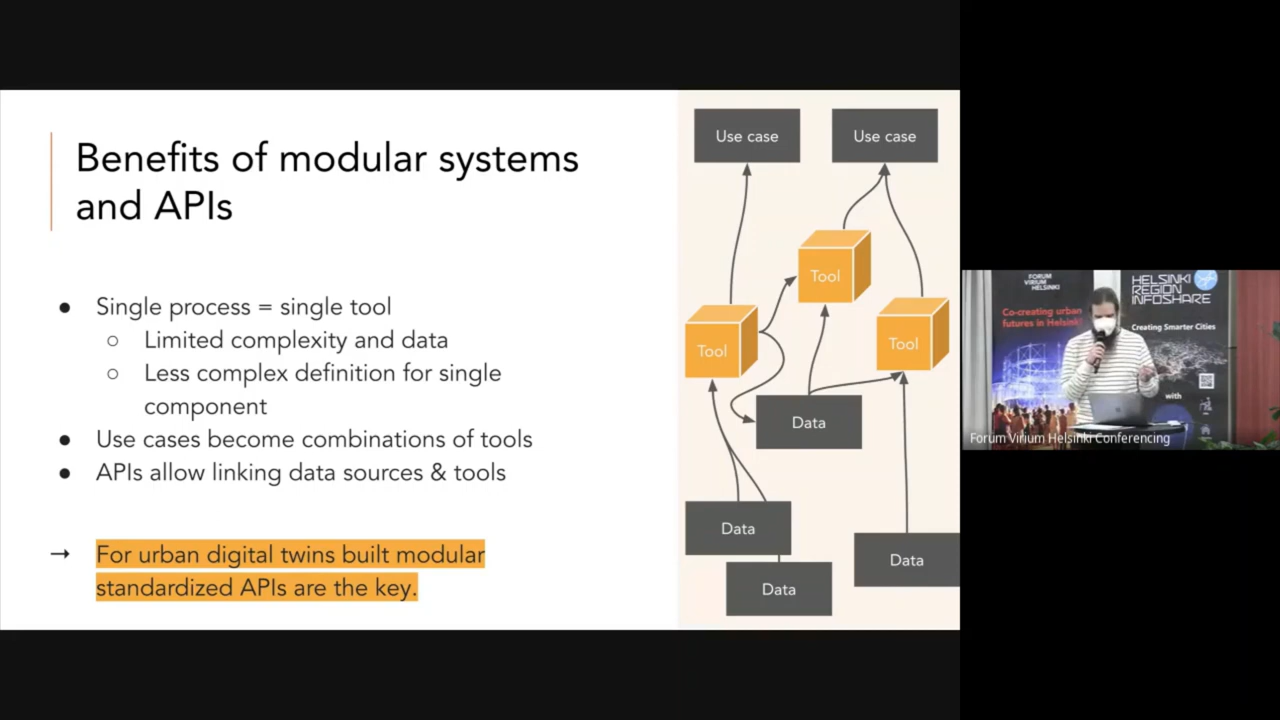 Benefits of modular systems
and APIs
● Single process = single tool
○ Limited complexity and data
○ Less complex definition for single
component
● Use cases become combinations of tools
● APIs allow linking data sources & tools
→ For urban digital twins built modular
standardized APIs are the key.
Use case
Use case
Tool
Tool
Tool
Data
Data
Data
Data
FORUM
VIRIUM
HELSINKI
Co-creating urban
futures in Helsinki
HELSINKI
REGION
INFOSHARE
Creating Smarter Cities
with
Forum Virium Helsinki Conferencing